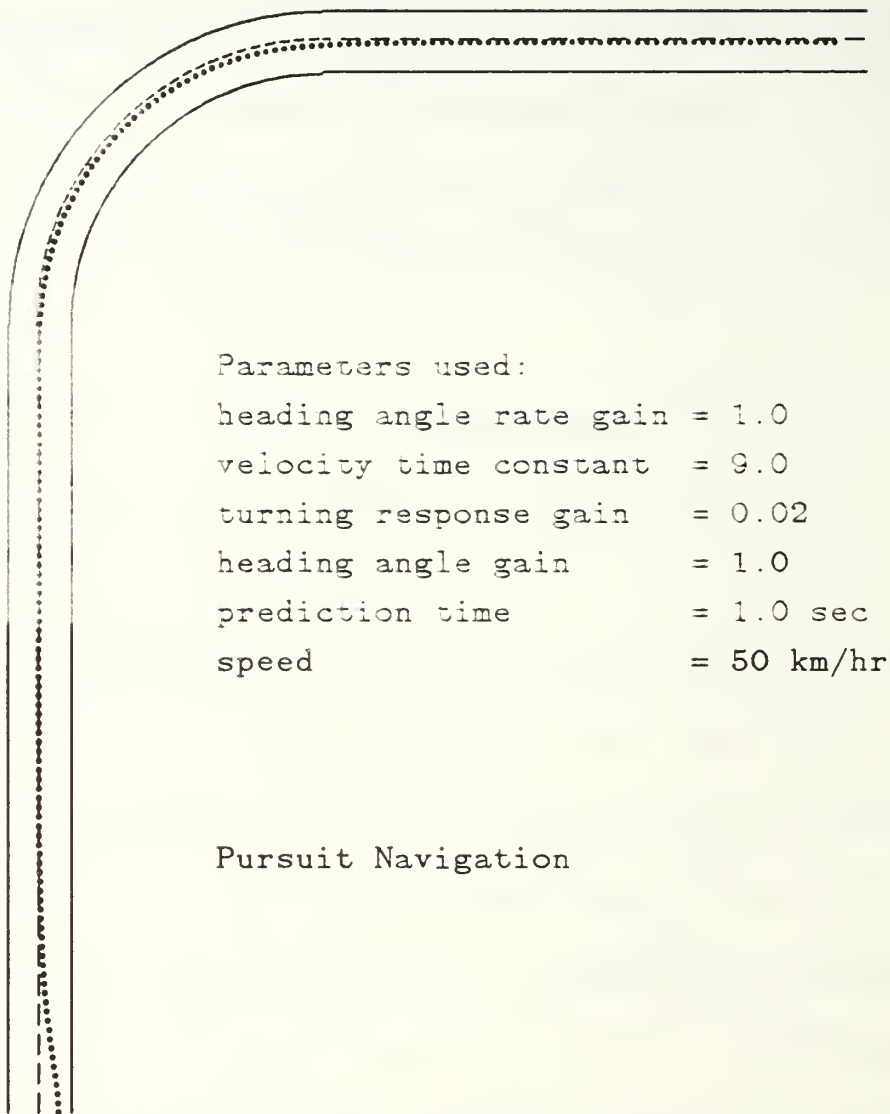 Parameters used:
heading angle rate gain = 1.0
velocity time constant = 9.0
turning response gain = 0.02
heading angle gain = 1.0
prediction time = 1.0 sec
speed = 50 km/hr
Pursuit Navigation